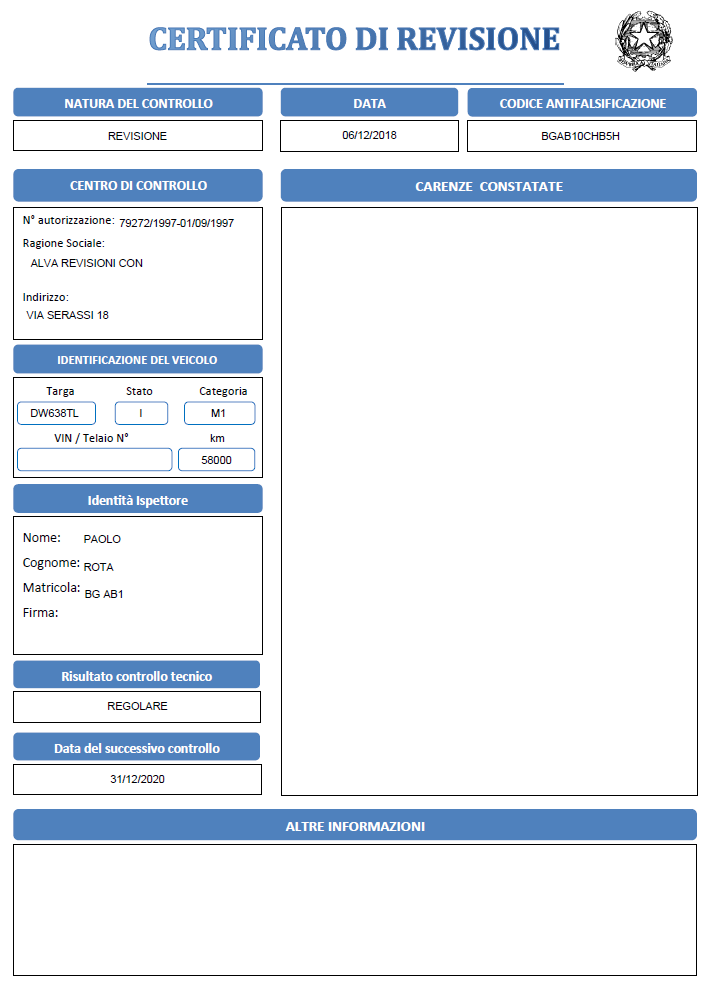 CERTIFICATO DI REVISIONE
NATURA DEL CONTROLLO
REVISIONE
DATA
06/12/2018
CODICE ANTIFALSIFICAZIONE
BGAB10CHB5H
CENTRO DI CONTROLLO
N° autorizzazione: 79272/1997-01/09/1997
Ragione Sociale:
ALVA REVISIONI CON
Indirizzo:
VIA SERASSI 18
IDENTIFICAZIONE DEL VEICOLO
Targa Stato Categoria
DW638TL I M1
VIN / Telaio N° km
58000
Identità Ispettore
Nome: PAOLO
Cognome: ROTA
Matricola: BG AB1
Firma:
Risultato controllo tecnico
REGOLARE
Data del successivo controllo
31/12/2020
CARENZE CONSTATATE
ALTRE INFORMAZIONI